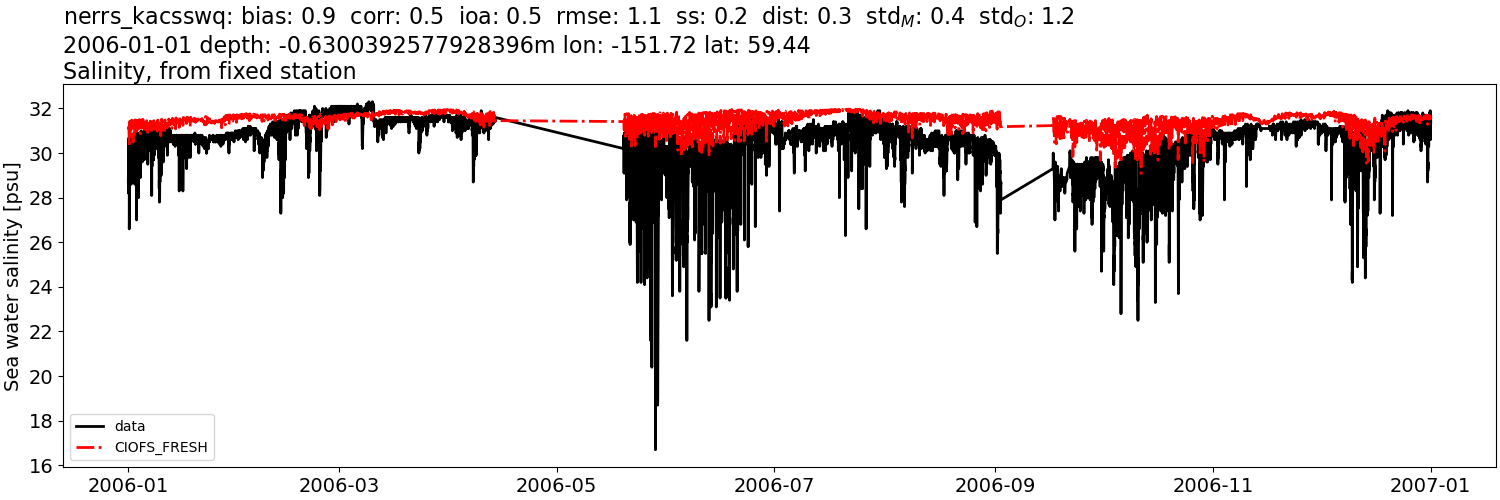 nerrs_kacsswq: bias: 0.9  corr: 0.5  ioa: 0.5  rmse: 1.1  ss: 0.2  dist: 0.3  std_M: 0.4  std_O: 1.2
2006-01-01 depth: -0.6300392577928396m lon: -151.72 lat: 59.44
Salinity, from fixed station
Sea water salinity [psu]
32
30
28
26
24
22
20
18
16
data
CIOFS_FRESH
2006-01 2006-03 2006-05 2006-07 2006-09 2006-11 2007-01